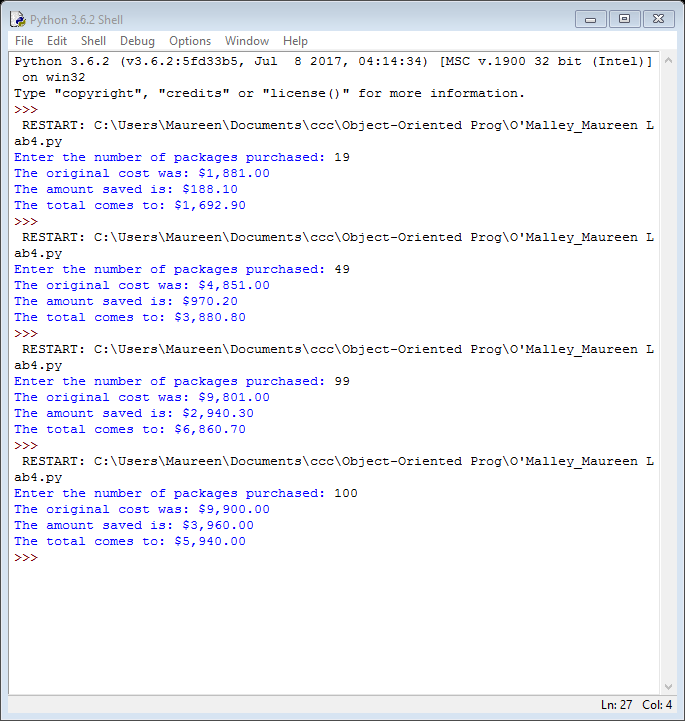 Python 3.6.2 Shell
File Edit Shell Debug Options Window Help
Python 3.6.2 (v3.6.2:5fd33b5, Jul  8 2017, 04:14:34) [MSC v.1900 32 bit (Intel)]
 on win32
Type "copyright", "credits" or "license()" for more information.
>>>
 RESTART: C:\Users\Maureen\Documents\ccc\Object-Oriented Prog\O'Malley_Maureen L
ab4.py
Enter the number of packages purchased: 19
The original cost was: $1,881.00
The amount saved is: $188.10
The total comes to: $1,692.90
>>>
 RESTART: C:\Users\Maureen\Documents\ccc\Object-Oriented Prog\O'Malley_Maureen L
ab4.py
Enter the number of packages purchased: 49
The original cost was: $4,851.00
The amount saved is: $970.20
The total comes to: $3,880.80
>>>
 RESTART: C:\Users\Maureen\Documents\ccc\Object-Oriented Prog\O'Malley_Maureen L
ab4.py
Enter the number of packages purchased: 99
The original cost was: $9,801.00
The amount saved is: $2,940.30
The total comes to: $6,860.70
>>>
 RESTART: C:\Users\Maureen\Documents\ccc\Object-Oriented Prog\O'Malley_Maureen L
ab4.py
Enter the number of packages purchased: 100
The original cost was: $9,900.00
The amount saved is: $3,960.00
The total comes to: $5,940.00
>>>
Ln: 27 Col: 4